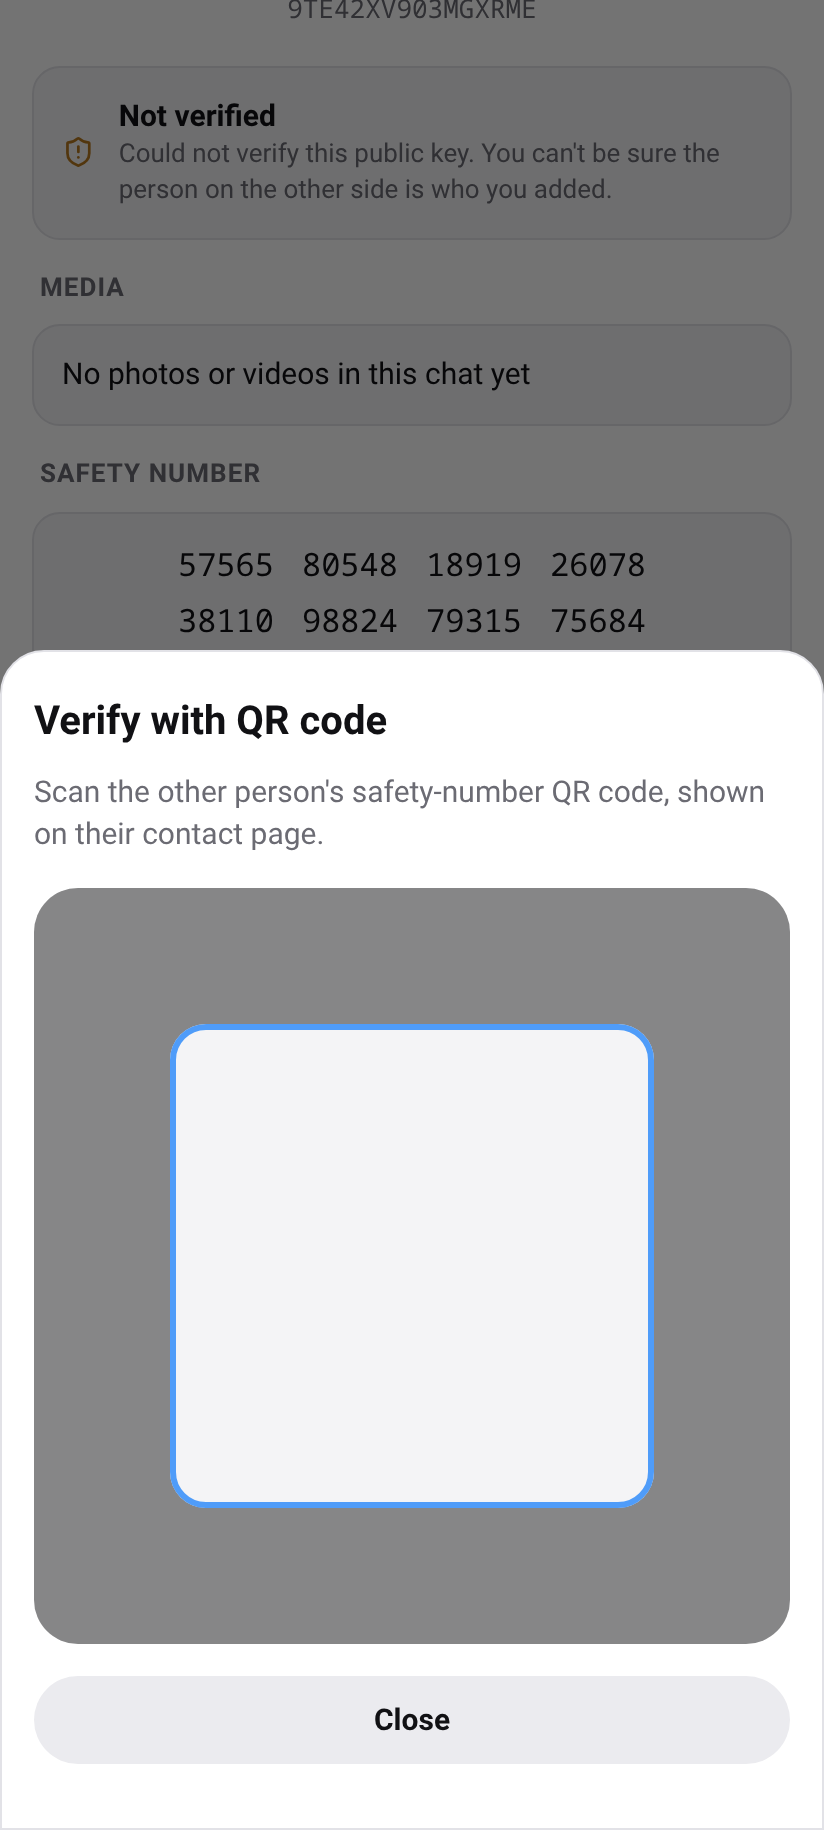 9TE42XV903MGXRME
Not verified
Could not verify this public key. You can't be sure the
person on the other side is who you added.
MEDIA
No photos or videos in this chat yet
SAFETY NUMBER
57565 80548 18919 26078
38110 98824 79315 75684
Verify with QR code
Scan the other person's safety-number QR code, shown
on their contact page.
Close